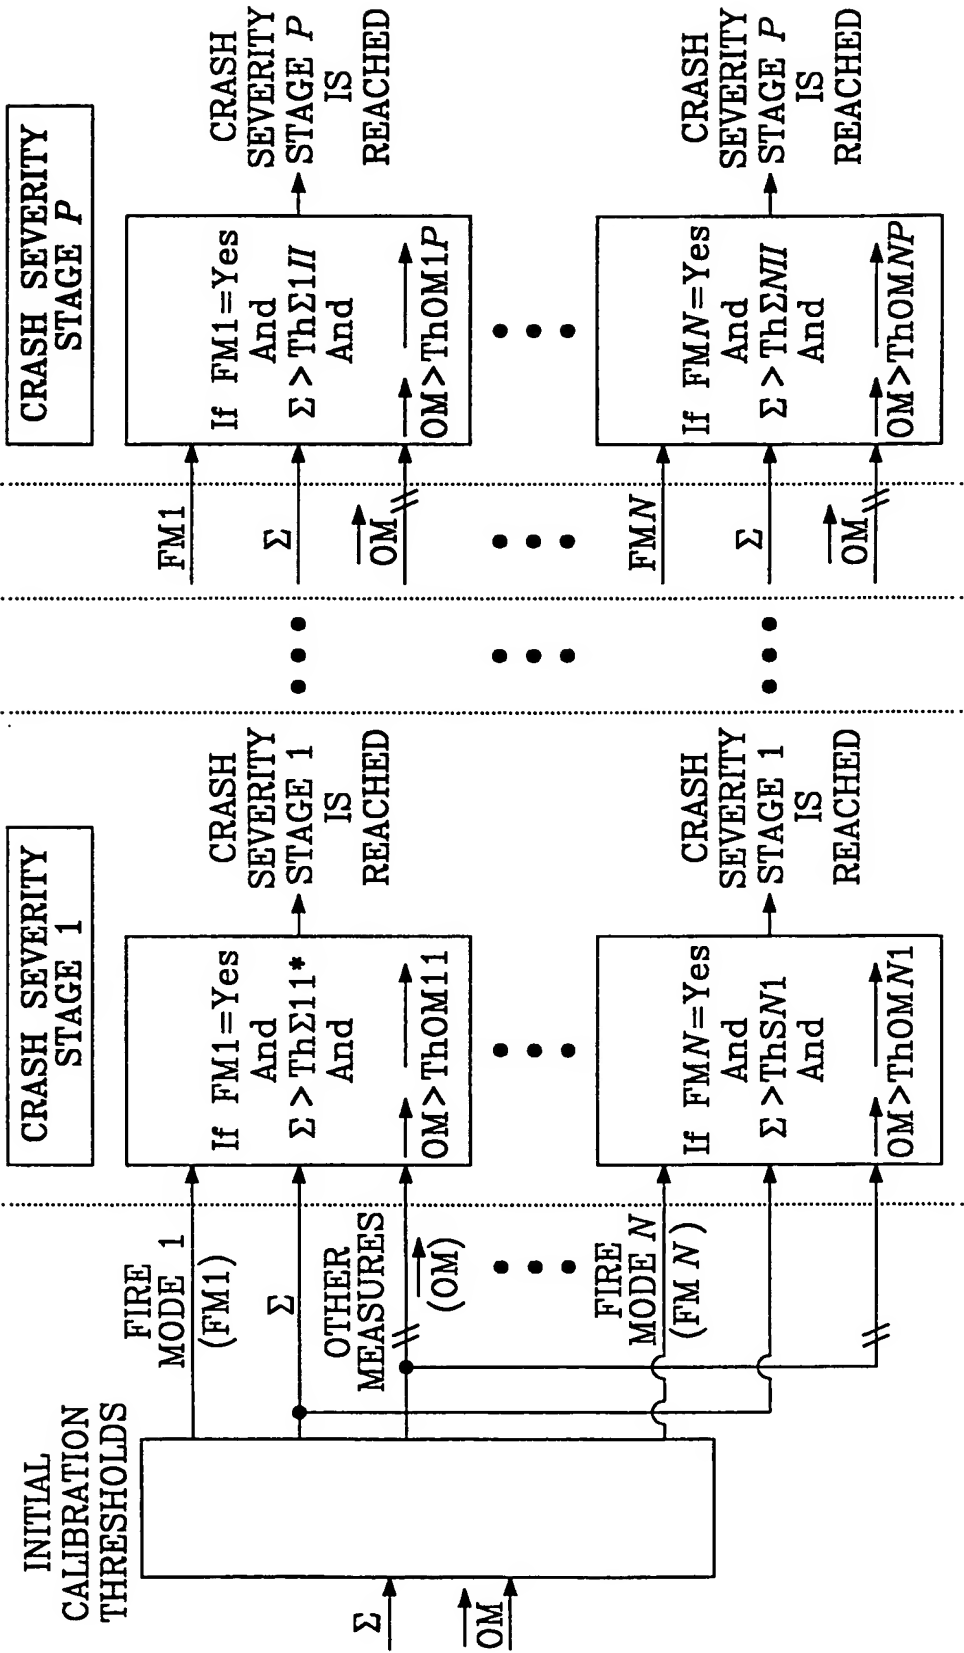 INITIAL
CALIBRATION
THRESHOLDS
Σ
OM
FIRE
MODE 1
(FM1)
Σ
OTHER
MEASURES
(OM)
FIRE
MODE N
(FM N)
CRASH SEVERITY
STAGE 1
If FM1=Yes
And
Σ>ThΣ11*
And
OM>ThOM11
CRASH
SEVERITY
STAGE 1
IS
REACHED
If FMN=Yes
And
Σ>ThSN1
And
OM>ThOMN1
CRASH
SEVERITY
STAGE 1
IS
REACHED
FM1
Σ
OM
FMN
Σ
OM
CRASH SEVERITY
STAGE P
If FM1=Yes
And
Σ>ThΣ1II
And
OM>ThOM1P
CRASH
SEVERITY
STAGE P
IS
REACHED
If FMN=Yes
And
Σ>ThΣNII
And
OM>ThOMNP
CRASH
SEVERITY
STAGE P
IS
REACHED